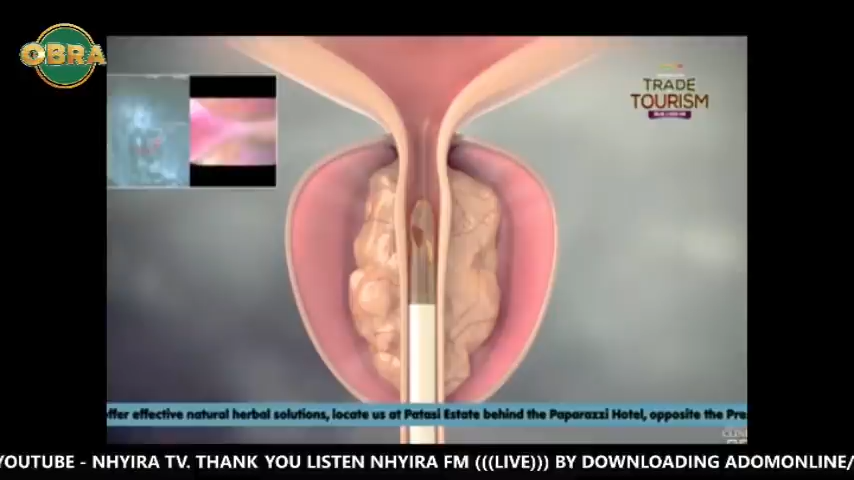 OBRA
TRADE
TOURISM
offer effective natural herbal solutions, locate us at Patasi Estate behind the Paparazzi Hotel, opposite the Pre
YOUTUBE - NHYIRA TV. THANK YOU LISTEN NHYIRA FM (((LIVE))) BY DOWNLOADING ADOMONLINE/